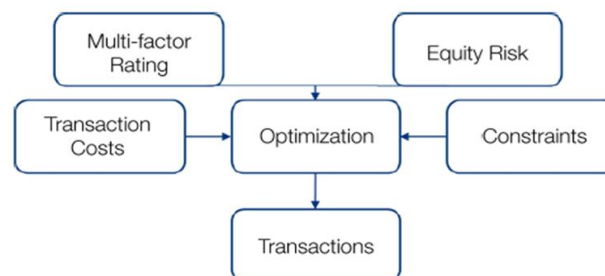 Multi-factor
Rating
Equity Risk
Transaction
Costs
Optimization
Constraints
Transactions